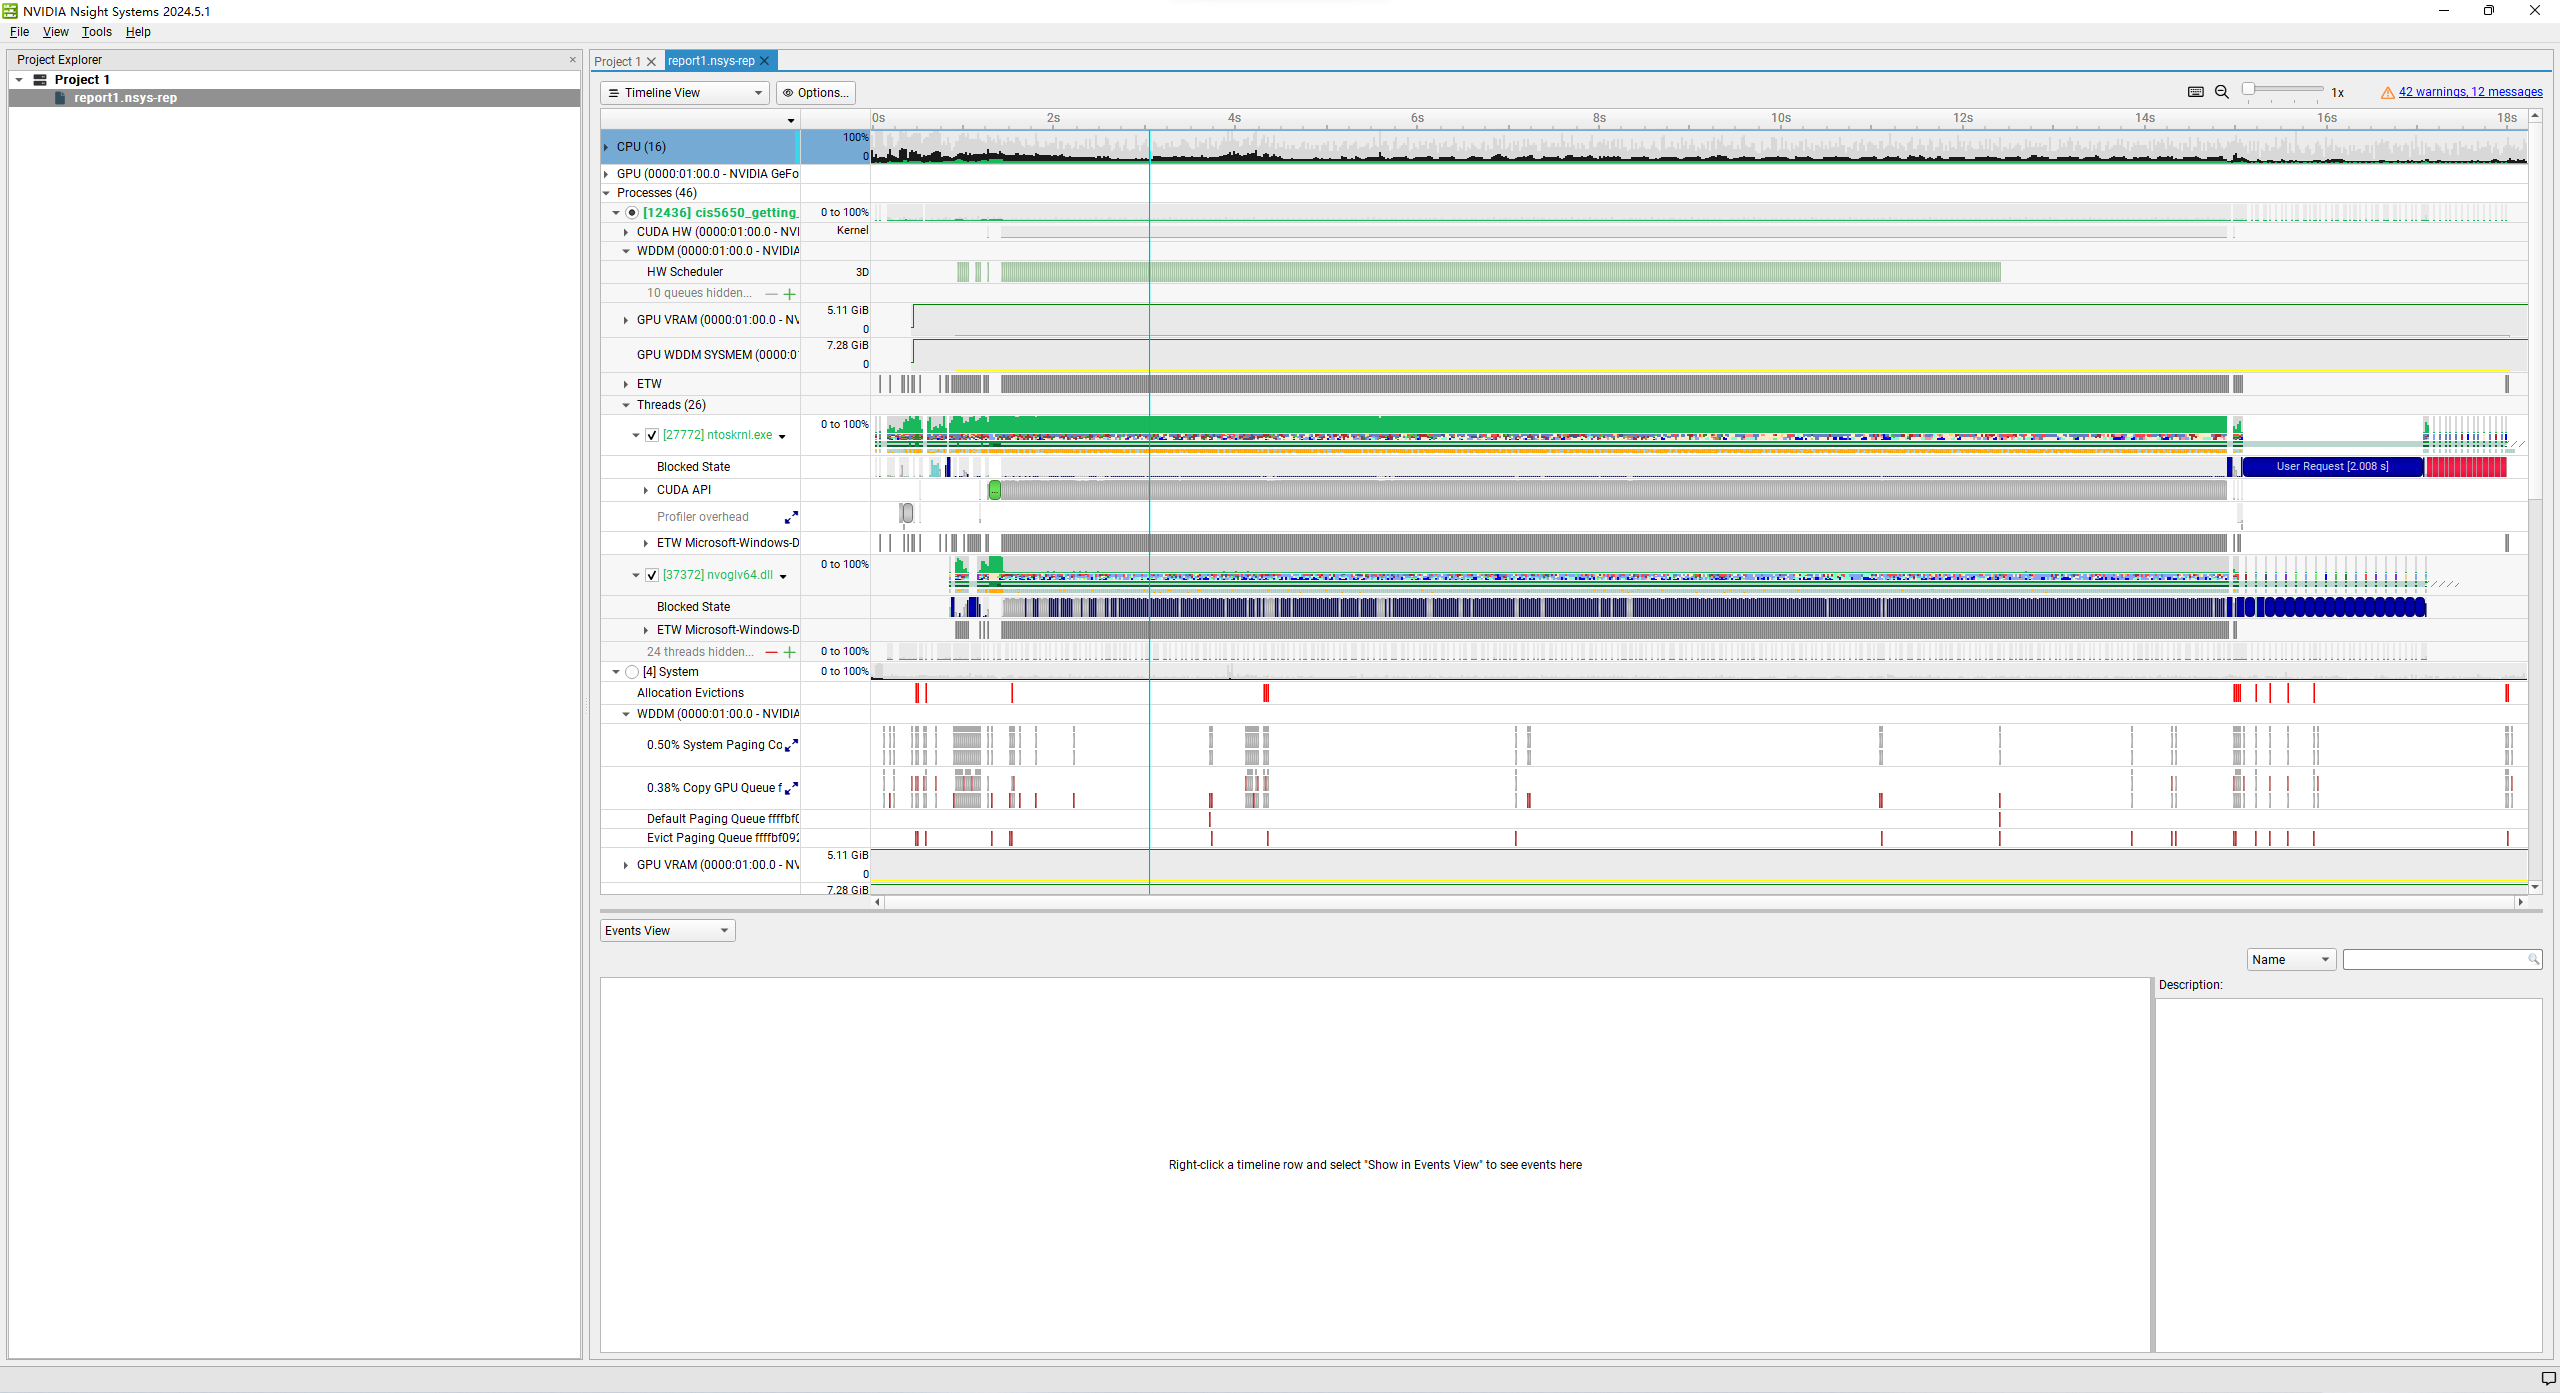 NVIDIA Nsight Systems 2024.5.1
File View Tools Help
Project Explorer
Project 1
report1.nsys-rep
Project 1 report1.nsys-rep
Timeline View Options... 1x 42 warnings, 12 messages
0s 2s 4s 6s 8s 10s 12s 14s 16s 18s
CPU (16) 100% 0
GPU (0000:01:00.0 - NVIDIA GeFo
Processes (46)
[12436] cis5650_getting_ 0 to 100%
CUDA HW (0000:01:00.0 - NVI Kernel
WDDM (0000:01:00.0 - NVIDIA
HW Scheduler 3D
10 queues hidden...
GPU VRAM (0000:01:00.0 - NV 5.11 GiB 0
GPU WDDM SYSMEM (0000:0 7.28 GiB 0
ETW
Threads (26)
[27772] ntoskrnl.exe 0 to 100%
Blocked State User Request [2.008 s]
CUDA API ...
Profiler overhead
ETW Microsoft-Windows-D
[37372] nvoglv64.dll 0 to 100%
Blocked State
ETW Microsoft-Windows-D
24 threads hidden... 0 to 100%
[4] System 0 to 100%
Allocation Evictions
WDDM (0000:01:00.0 - NVIDIA
0.50% System Paging Co
0.38% Copy GPU Queue f
Default Paging Queue ffffbf0
Evict Paging Queue ffffbf092
GPU VRAM (0000:01:00.0 - NV 5.11 GiB 0
7.28 GiB
Events View
Name
Description:
Right-click a timeline row and select "Show in Events View" to see events here